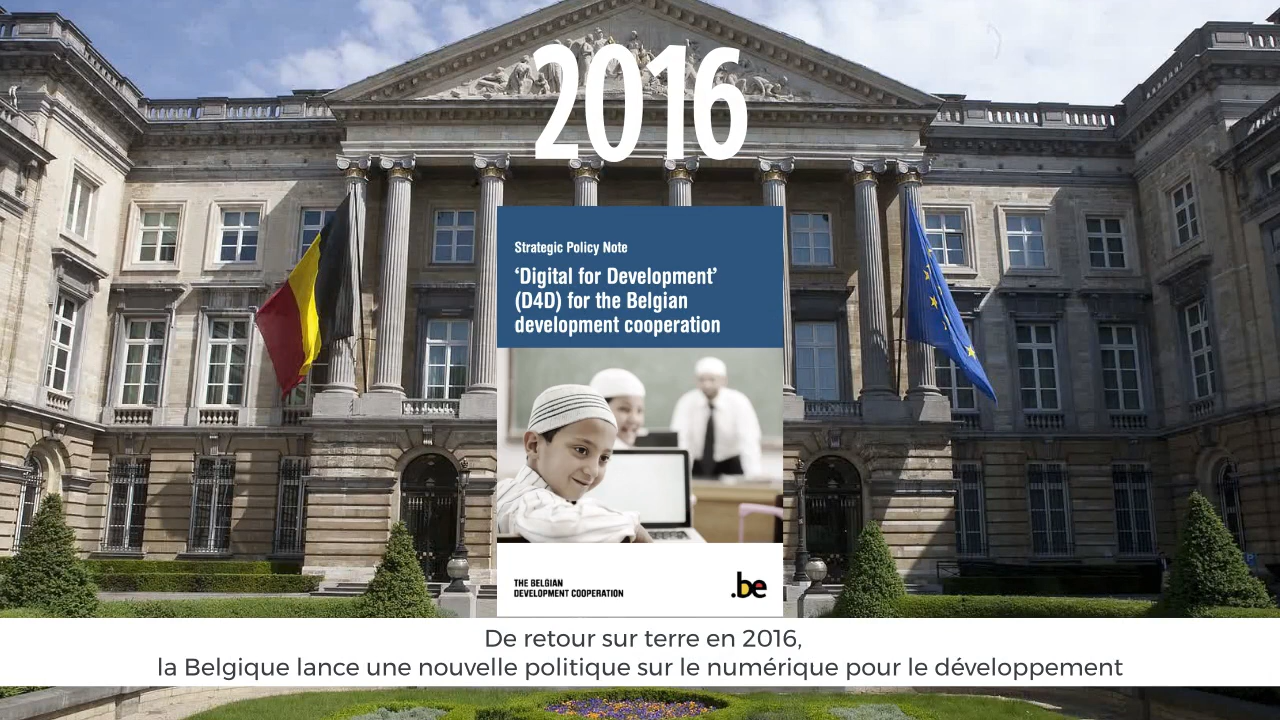 2016
Strategic Policy Note
‘Digital for Development’
(D4D) for the Belgian
development cooperation
THE BELGIAN
DEVELOPMENT COOPERATION
.be
De retour sur terre en 2016,
la Belgique lance une nouvelle politique sur le numérique pour le développement